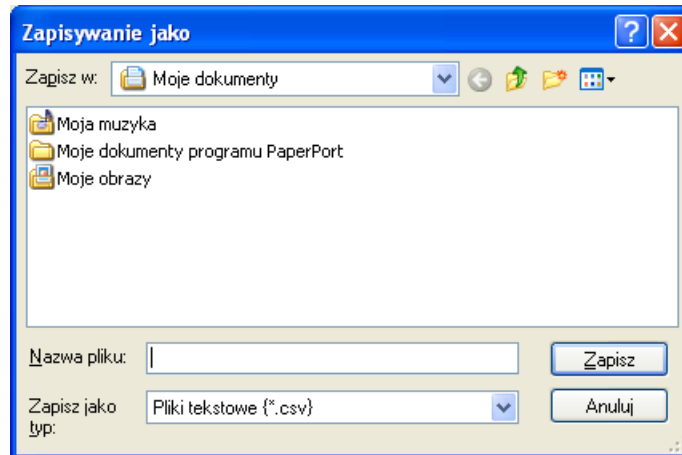 Zapisywanie jako
Zapisz w: Moje dokumenty
Moja muzyka
Moje dokumenty programu PaperPort
Moje obrazy
Nazwa pliku: Zapisz
Zapisz jako typ: Pliki tekstowe {*.csv} Anuluj